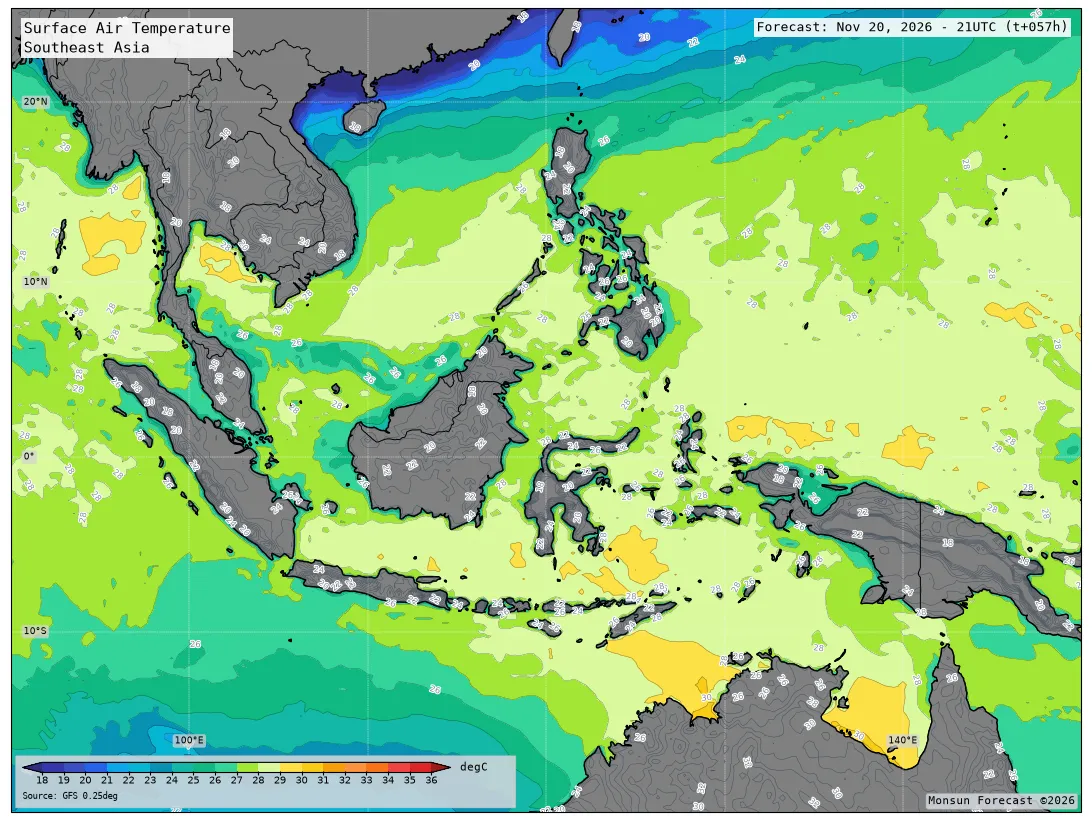 Surface Air Temperature
Southeast Asia
Forecast: Nov 20, 2026 - 21UTC (t+057h)
20°N
10°N
0°
10°S
100°E
140°E
18 19 20 21 22 23 24 25 26 27 28 29 30 31 32 33 34 35 36 degC
Source: GFS 0.25deg
Monsun Forecast ©2026